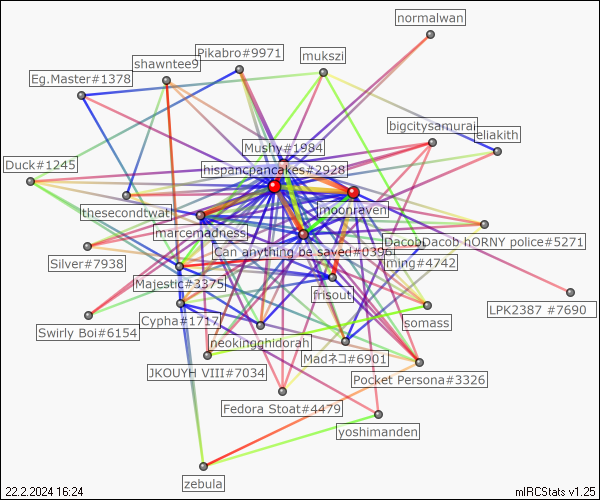 normalwan
Pikabro#9971
mukszi
shawntee9
Eg.Master#1378
bigcitysamurai
eliakith
Mushy#1984
Duck#1245
hispancpancakes#2928
thesecondtwat
moonraven
marcemadness
DacobDacob hORNY police#5271
Can anything be saved#0396
Silver#7938
ming#4742
Majestic#3375
frisout
LPK2387 #7690
Cypha#1717
somass
Swirly Boi#6154
neokingghidorah
Madネコ#6901
JKOUYH VIII#7034
Pocket Persona#3326
Fedora Stoat#4479
yoshimanden
zebula
22.2.2024 16:24
mIRCStats v1.25